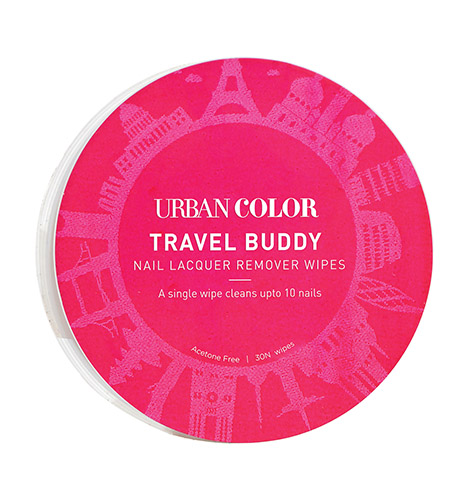 URBAN COLOR
TRAVEL BUDDY
NAIL LACQUER REMOVER WIPES
A single wipe cleans upto 10 nails
Acetone Free | 30N wipes